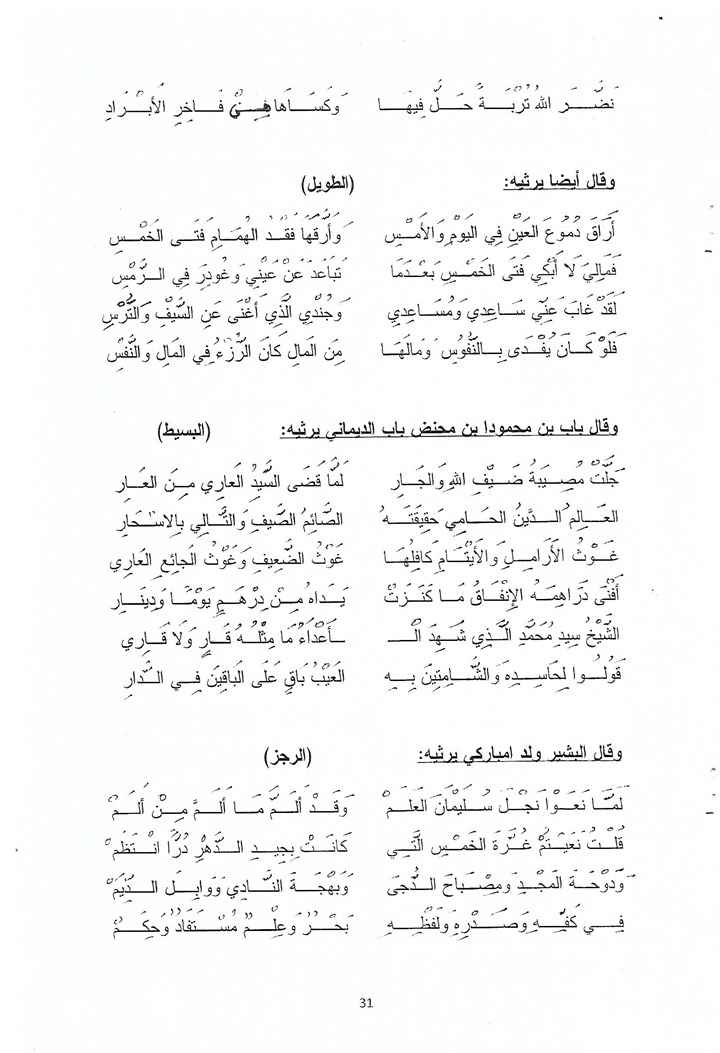 نَضَّرَ اللهُ تُرْبَةً حَلَّ فِيهَا وَكَسَاهَا مِنْ فَاخِرِ الأَبْرَادِ
وقال أيضا يرثيه: (الطويل)
أَرَاقَ دُمُوعَ العَيْنِ فِي اليَوْمِ وَالأَمْسِ وَأَرَّقَهَا فَقْدُ الهُمَامِ فَتَى الخَمْسِ
فَمَالِيَ لَا أَبْكِي فَتَى الخَمْسِ بَعْدَمَا تَبَاعَدَ عَنْ عَيْنِي وَغُودِرَ فِي الرَّمْسِ
لَقَدْ غَابَ عَنِّي سَاعِدِي وَمُسَاعِدِي وَجُنْدِي الَّذِي أَغْنَى عَنِ السَّيْفِ وَالتُّرْسِ
فَلَوْ كَانَ يُفْدَى بِالنُّفُوسِ وَمَالَهَا مِنَ المَالِ كَانَ الرُّزْءُ فِي المَالِ وَالنَّفْسِ
وقال باب بن محمودا بن محنض باب الديماني يرثيه: (البسيط)
جَلَّتْ مُصِيبَةُ ضَيْفِ اللهِ وَالجَارِ لَمَّا قَضَى السَّيِّدُ العَارِي مِنَ العَارِ
العَالِمُ الدَّيِّنُ الحَامِي حَقِيقَتَهُ الصَّائِمُ الصَّيْفِ وَالتَّالِي بِالاسْحَارِ
غَوْثُ الأَرَامِلِ وَالأَيْتَامِ كَافِلُهَا غَوْثُ الضَّعِيفِ وَغَوْثُ الجَائِعِ العَارِي
أَفْنَى دَرَاهِمَهُ الإِنْفَاقُ مَا كَنَزَتْ يَدَاهُ مِنْ دِرْهَمٍ يَوْمًا وَدِينَارِ
الشَّيْخُ سِيدِ مُحَمَّدِ الَّذِي شَهِدَ الْـ ـأَعْدَاءُ مَا مِثْلُهُ قَارٍ وَلَا قَارِي
قُولُوا لِحَاسِدِهِ وَالشَّامِتِينَ بِهِ العَيْبُ بَاقٍ عَلَى البَاقِينَ فِي الدَّارِ
وقال البشير ولد امباركي يرثيه: (الرجز)
لَمَّا نَعَوْا نَجْلَ سُلَيْمَانَ العَلَمْ وَقَدْ أَلَمَّ مَا أَلَمَّ مِنْ أَلَمْ
قُلْتُ نَعَيْتُمْ غُرَّةَ الخَمْسِ الَّتِي كَانَتْ بِجِيدِ الدَّهْرِ دُرًّا انْتَظَمْ
وَدَوْحَةَ المَجْدِ وَمِصْبَاحَ الدُّجَى وَبَهْجَةَ النَّادِي وَوَابِلَ الدِّيَمْ
فِي كَفِّهِ وَصَدْرِهِ وَلَفْظِهِ بَحْرٌ وَعِلْمٌ مُسْتَفَادٌ وَحِكَمْ
31